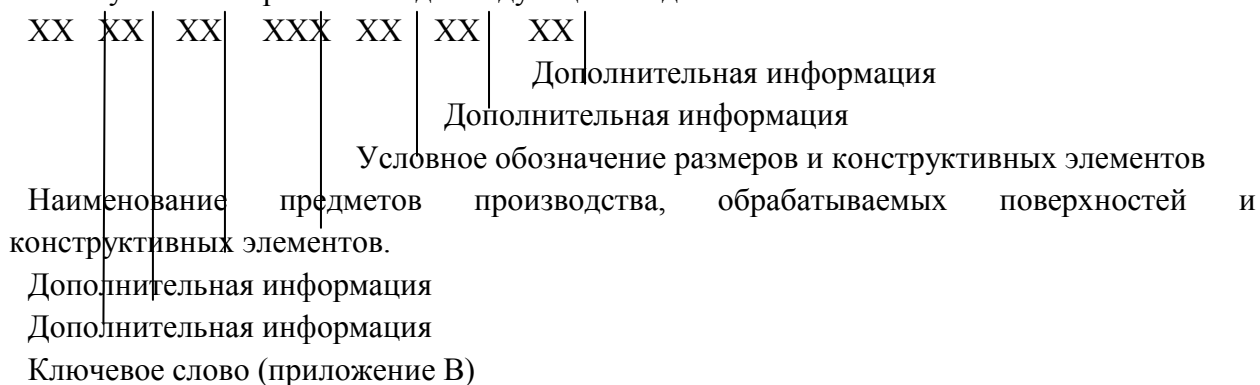 XX XX XX XXX XX XX XX
Дополнительная информация
Дополнительная информация
Условное обозначение размеров и конструктивных элементов
Наименование предметов производства, обрабатываемых поверхностей и
конструктивных элементов.
Дополнительная информация
Дополнительная информация
Ключевое слово (приложение В)